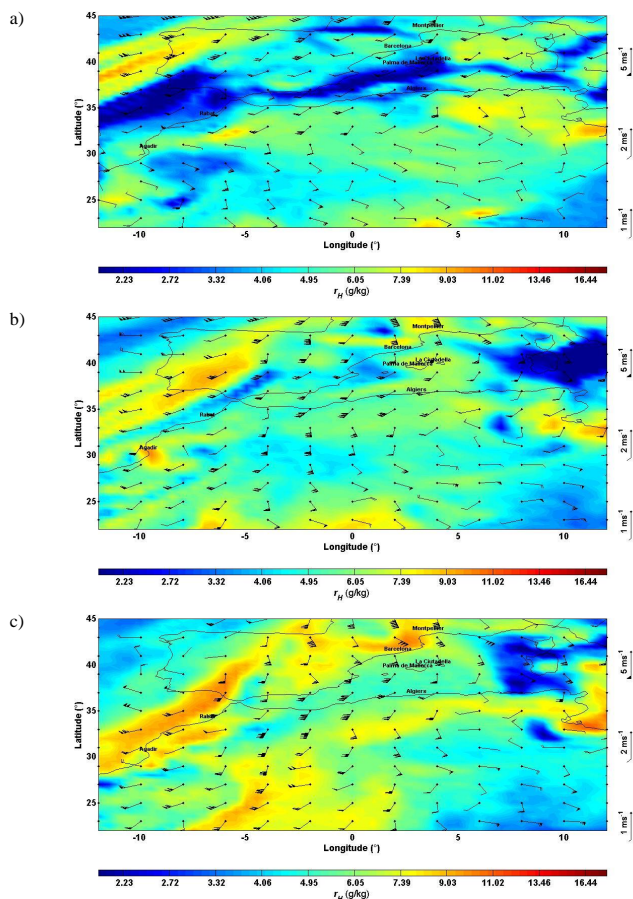 a)
45
40
35
30
25
Latitude (°)
Montpellier
Barcelona
Palma de Mallorca
Rabat
Agadir
-10
-5
0
5
10
Longitude (°)
5 ms-1
2 ms-1
1 ms-1
2.23 2.72 3.32 4.06 4.95 6.05 7.39 9.03 11.02 13.46 16.44
rH (g/kg)
b)
45
40
35
30
25
Latitude (°)
Montpellier
Barcelona
La Ciutadella
Palma de Mallorca
Algiers
Rabat
Agadir
-10
-5
0
5
10
Longitude (°)
5 ms-1
2 ms-1
1 ms-1
2.23 2.72 3.32 4.06 4.95 6.05 7.39 9.03 11.02 13.46 16.44
rH (g/kg)
c)
45
40
35
30
25
Latitude (°)
Montpellier
Barcelona
La Ciutadella
Palma de Mallorca
Algiers
Rabat
Agadir
-10
-5
0
5
10
Longitude (°)
5 ms-1
2 ms-1
1 ms-1
2.23 2.72 3.32 4.06 4.95 6.05 7.39 9.03 11.02 13.46 16.44
rH (g/kg)